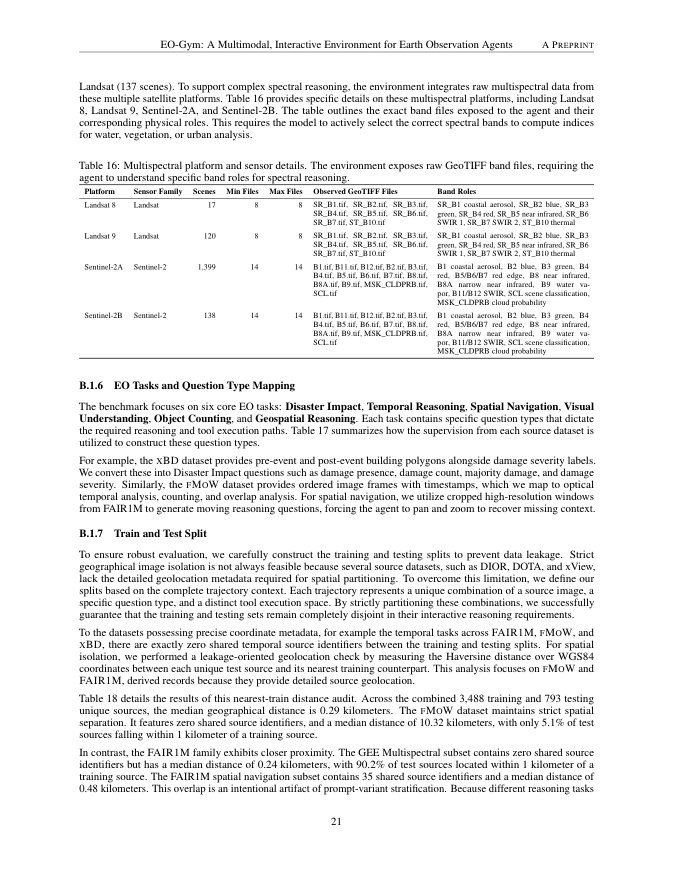 EO-Gym: A Multimodal, Interactive Environment for Earth Observation Agents A PREPRINT
Landsat (137 scenes). To support complex spectral reasoning, the environment integrates raw multispectral data from
these multiple satellite platforms. Table 16 provides specific details on these multispectral platforms, including Landsat
8, Landsat 9, Sentinel-2A, and Sentinel-2B. The table outlines the exact band files exposed to the agent and their
corresponding physical roles. This requires the model to actively select the correct spectral bands to compute indices
for water, vegetation, or urban analysis.
Table 16: Multispectral platform and sensor details. The environment exposes raw GeoTIFF band files, requiring the
agent to understand specific band roles for spectral reasoning.
Platform Sensor Family Scenes Min Files Max Files Observed GeoTIFF Files Band Roles
Landsat 8 Landsat 17 8 8 SR_B1.tif, SR_B2.tif, SR_B3.tif, SR_B1 coastal aerosol, SR_B2 blue, SR_B3
SR_B4.tif, SR_B5.tif, SR_B6.tif, green, SR_B4 red, SR_B5 near infrared, SR_B6
SR_B7.tif, ST_B10.tif SWIR 1, SR_B7 SWIR 2, ST_B10 thermal
Landsat 9 Landsat 120 8 8 SR_B1.tif, SR_B2.tif, SR_B3.tif, SR_B1 coastal aerosol, SR_B2 blue, SR_B3
SR_B4.tif, SR_B5.tif, SR_B6.tif, green, SR_B4 red, SR_B5 near infrared, SR_B6
SR_B7.tif, ST_B10.tif SWIR 1, SR_B7 SWIR 2, ST_B10 thermal
Sentinel-2A Sentinel-2 1,399 14 14 B1.tif, B11.tif, B12.tif, B2.tif, B3.tif, B1 coastal aerosol, B2 blue, B3 green, B4
B4.tif, B5.tif, B6.tif, B7.tif, B8.tif, red, B5/B6/B7 red edge, B8 near infrared,
B8A.tif, B9.tif, MSK_CLDPRB.tif, B8A narrow near infrared, B9 water va-
SCL.tif por, B11/B12 SWIR, SCL scene classification,
MSK_CLDPRB cloud probability
Sentinel-2B Sentinel-2 138 14 14 B1.tif, B11.tif, B12.tif, B2.tif, B3.tif, B1 coastal aerosol, B2 blue, B3 green, B4
B4.tif, B5.tif, B6.tif, B7.tif, B8.tif, red, B5/B6/B7 red edge, B8 near infrared,
B8A.tif, B9.tif, MSK_CLDPRB.tif, B8A narrow near infrared, B9 water va-
SCL.tif por, B11/B12 SWIR, SCL scene classification,
MSK_CLDPRB cloud probability
B.1.6 EO Tasks and Question Type Mapping
The benchmark focuses on six core EO tasks: Disaster Impact, Temporal Reasoning, Spatial Navigation, Visual
Understanding, Object Counting, and Geospatial Reasoning. Each task contains specific question types that dictate
the required reasoning and tool execution paths. Table 17 summarizes how the supervision from each source dataset is
utilized to construct these question types.
For example, the XBD dataset provides pre-event and post-event building polygons alongside damage severity labels.
We convert these into Disaster Impact questions such as damage presence, damage count, majority damage, and damage
severity. Similarly, the FMOW dataset provides ordered image frames with timestamps, which we map to optical
temporal analysis, counting, and overlap analysis. For spatial navigation, we utilize cropped high-resolution windows
from FAIR1M to generate moving reasoning questions, forcing the agent to pan and zoom to recover missing context.
B.1.7 Train and Test Split
To ensure robust evaluation, we carefully construct the training and testing splits to prevent data leakage. Strict
geographical image isolation is not always feasible because several source datasets, such as DIOR, DOTA, and xView,
lack the detailed geolocation metadata required for spatial partitioning. To overcome this limitation, we define our
splits based on the complete trajectory context. Each trajectory represents a unique combination of a source image, a
specific question type, and a distinct tool execution space. By strictly partitioning these combinations, we successfully
guarantee that the training and testing sets remain completely disjoint in their interactive reasoning requirements.
To the datasets possessing precise coordinate metadata, for example the temporal tasks across FAIR1M, FMOW, and
XBD, there are exactly zero shared temporal source identifiers between the training and testing splits. For spatial
isolation, we performed a leakage-oriented geolocation check by measuring the Haversine distance over WGS84
coordinates between each unique test source and its nearest training counterpart. This analysis focuses on FMOW and
FAIR1M, derived records because they provide detailed source geolocation.
Table 18 details the results of this nearest-train distance audit. Across the combined 3,488 training and 793 testing
unique sources, the median geographical distance is 0.29 kilometers. The FMOW dataset maintains strict spatial
separation. It features zero shared source identifiers, and a median distance of 10.32 kilometers, with only 5.1% of test
sources falling within 1 kilometer of a training source.
In contrast, the FAIR1M family exhibits closer proximity. The GEE Multispectral subset contains zero shared source
identifiers but has a median distance of 0.24 kilometers, with 90.2% of test sources located within 1 kilometer of a
training source. The FAIR1M spatial navigation subset contains 35 shared source identifiers and a median distance of
0.48 kilometers. This overlap is an intentional artifact of prompt-variant stratification. Because different reasoning tasks
21